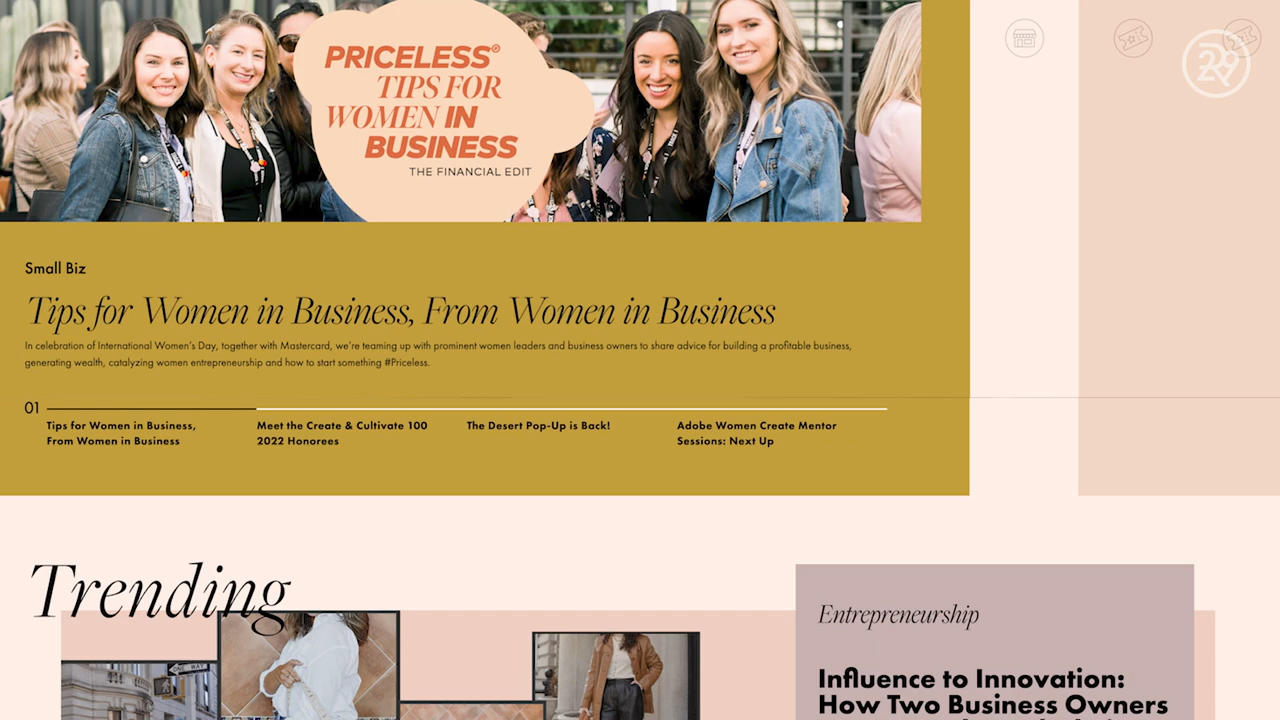 PRICELESS®
TIPS FOR
WOMEN IN
BUSINESS
THE FINANCIAL EDIT
R29
Small Biz
Tips for Women in Business, From Women in Business
In celebration of International Women's Day, together with Mastercard, we're teaming up with prominent women leaders and business owners to share advice for building a profitable business,
generating wealth, catalyzing women entrepreneurship and how to start something #Priceless.
01
Tips for Women in Business,
From Women in Business
Meet the Create & Cultivate 100
2022 Honorees
The Desert Pop-Up is Back!
Adobe Women Create Mentor
Sessions: Next Up
Trending
ONE WAY
Entrepreneurship
Influence to Innovation:
How Two Business Owners